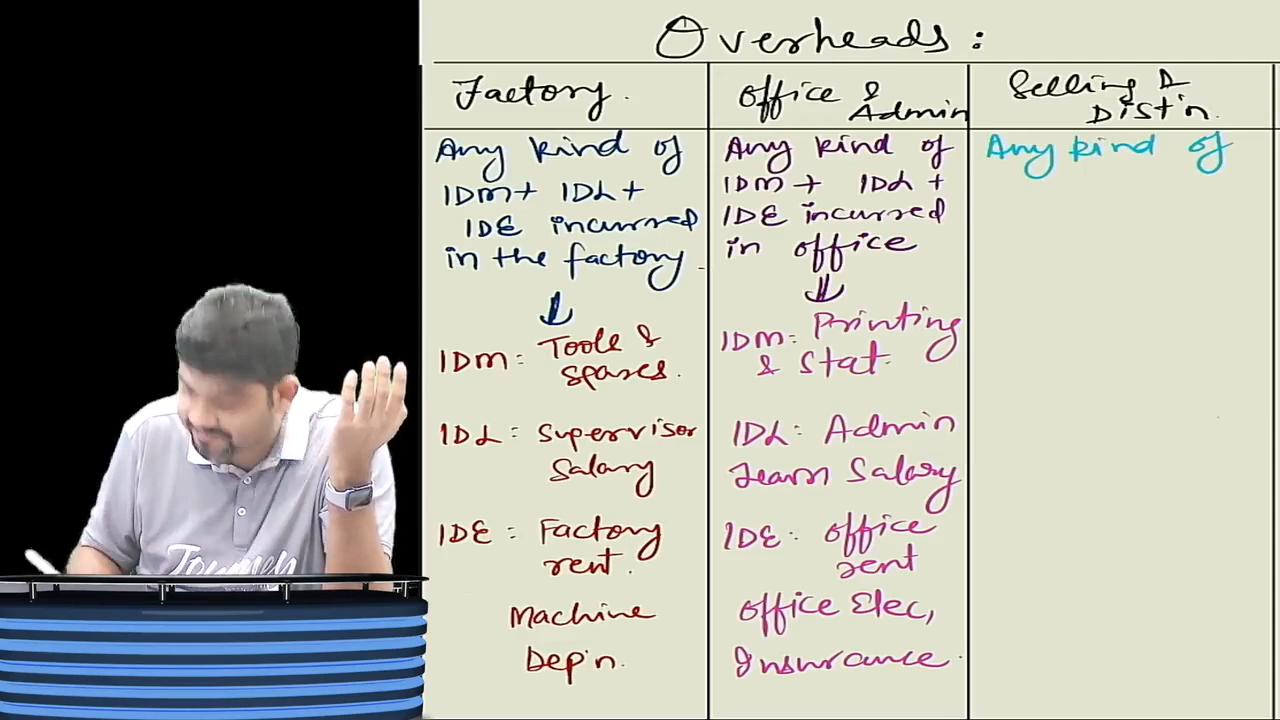 Overheads:
Factory.
Any kind of
IDM + IDL +
IDE incurred
in the factory.
IDM: Tools &
spares.
IDL: Supervisor
Salary
IDE: Factory
rent.
Machine
Dep'n.
Office &
Admin
Any kind of
IDM + IDL +
IDE incurred
in office
IDM: Printing
& Stat.
IDL: Admin
Team Salary
IDE: office
rent
Office Elec,
Insurance.
Selling &
Dist'n.
Any kind of